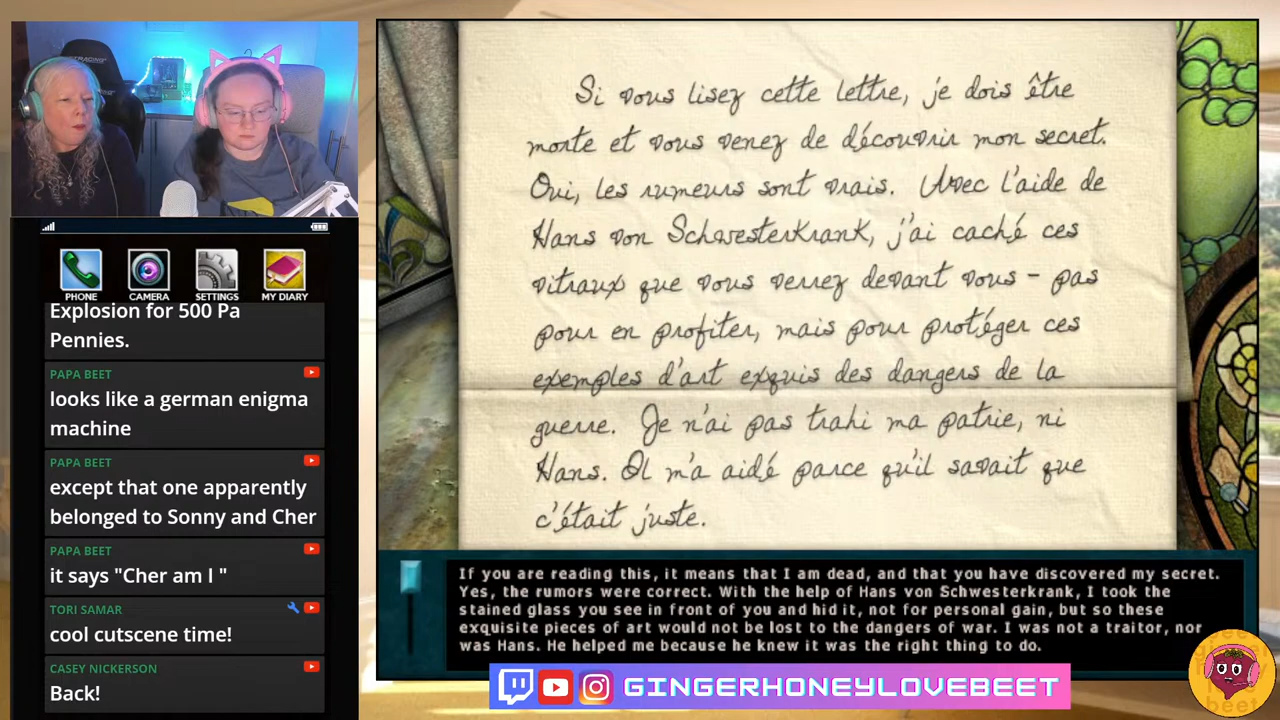 PHONE
CAMERA
SETTINGS
MY DIARY
Explosion for 500 Pa
Pennies.
PAPA BEET
looks like a german enigma
machine
PAPA BEET
except that one apparently
belonged to Sonny and Cher
PAPA BEET
it says "Cher am I "
TORI SAMAR
cool cutscene time!
CASEY NICKERSON
Back!
Si vous lisez cette lettre, je dois être
morte et vous venez de découvrir mon secret.
Oui, les rumeurs sont vrais. Avec l'aide de
Hans von Schwesterkrank, j'ai caché ces
vitraux que vous verrez devant vous - pas
pour en profiter, mais pour protéger ces
exemples d'art exquis des dangers de la
guerre. Je n'ai pas trahi ma patrie, ni
Hans. Il m'a aidé parce qu'il savait que
c'était juste.
If you are reading this, it means that I am dead, and that you have discovered my secret.
Yes, the rumors were correct. With the help of Hans von Schwesterkrank, I took the
stained glass you see in front of you and hid it, not for personal gain, but so these
exquisite pieces of art would not be lost to the dangers of war. I was not a traitor, nor
was Hans. He helped me because he knew it was the right thing to do.
GINGERHONEYLOVEBEET